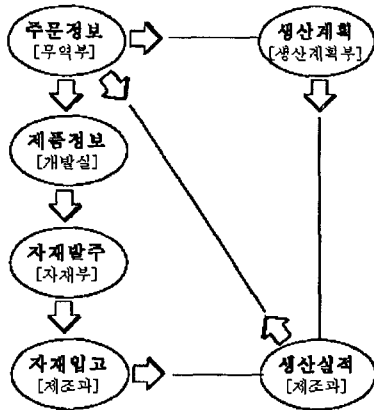 주문정보
[무역부]
생산계획
[생산계획부]
제품정보
[개발실]
자재발주
[자재부]
자재입고
[제조과]
생산실적
[제조과]